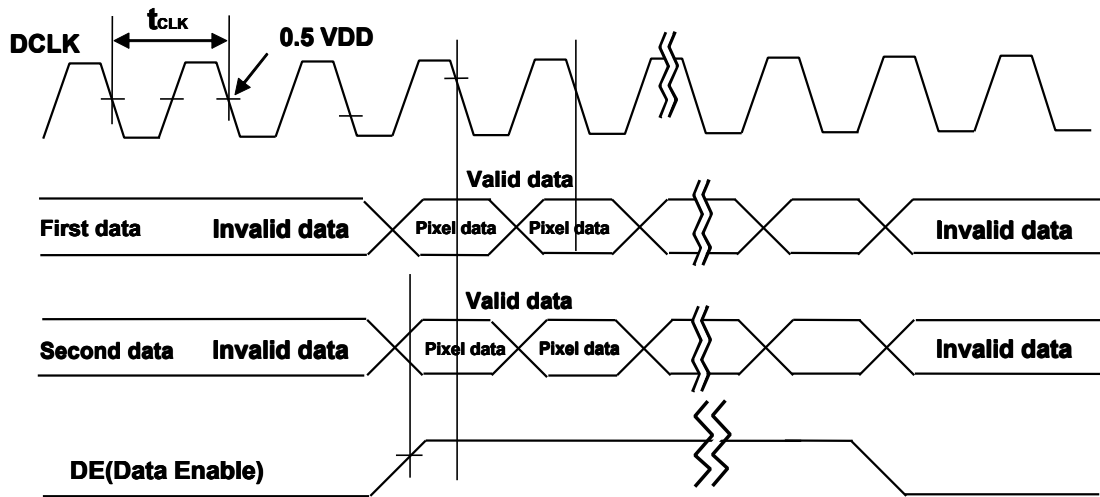 tCLK
DCLK
0.5 VDD
Valid data
First data
Invalid data
Pixel data
Pixel data
Invalid data
Valid data
Second data
Invalid data
Pixel data
Pixel data
Invalid data
DE(Data Enable)